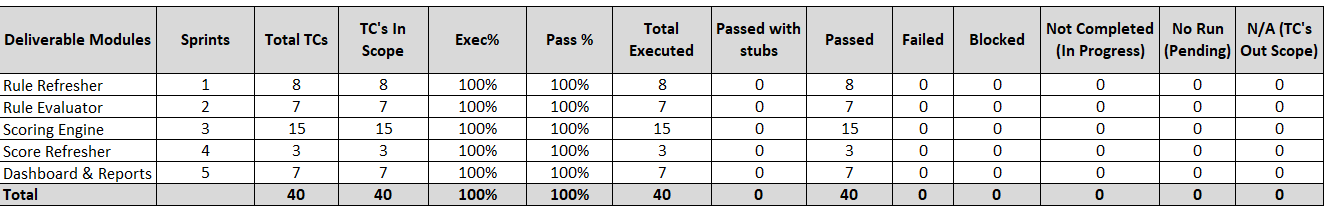 Deliverable Modules Sprints Total TCs TC's In Scope Exec% Pass % Total Executed Passed with stubs Passed Failed Blocked Not Completed (In Progress) No Run (Pending) N/A (TC's Out Scope)
Rule Refresher 1 8 8 100% 100% 8 0 8 0 0 0 0 0
Rule Evaluator 2 7 7 100% 100% 7 0 7 0 0 0 0 0
Scoring Engine 3 15 15 100% 100% 15 0 15 0 0 0 0 0
Score Refresher 4 3 3 100% 100% 3 0 3 0 0 0 0 0
Dashboard & Reports 5 7 7 100% 100% 7 0 7 0 0 0 0 0
Total 40 40 100% 100% 40 0 40 0 0 0 0 0